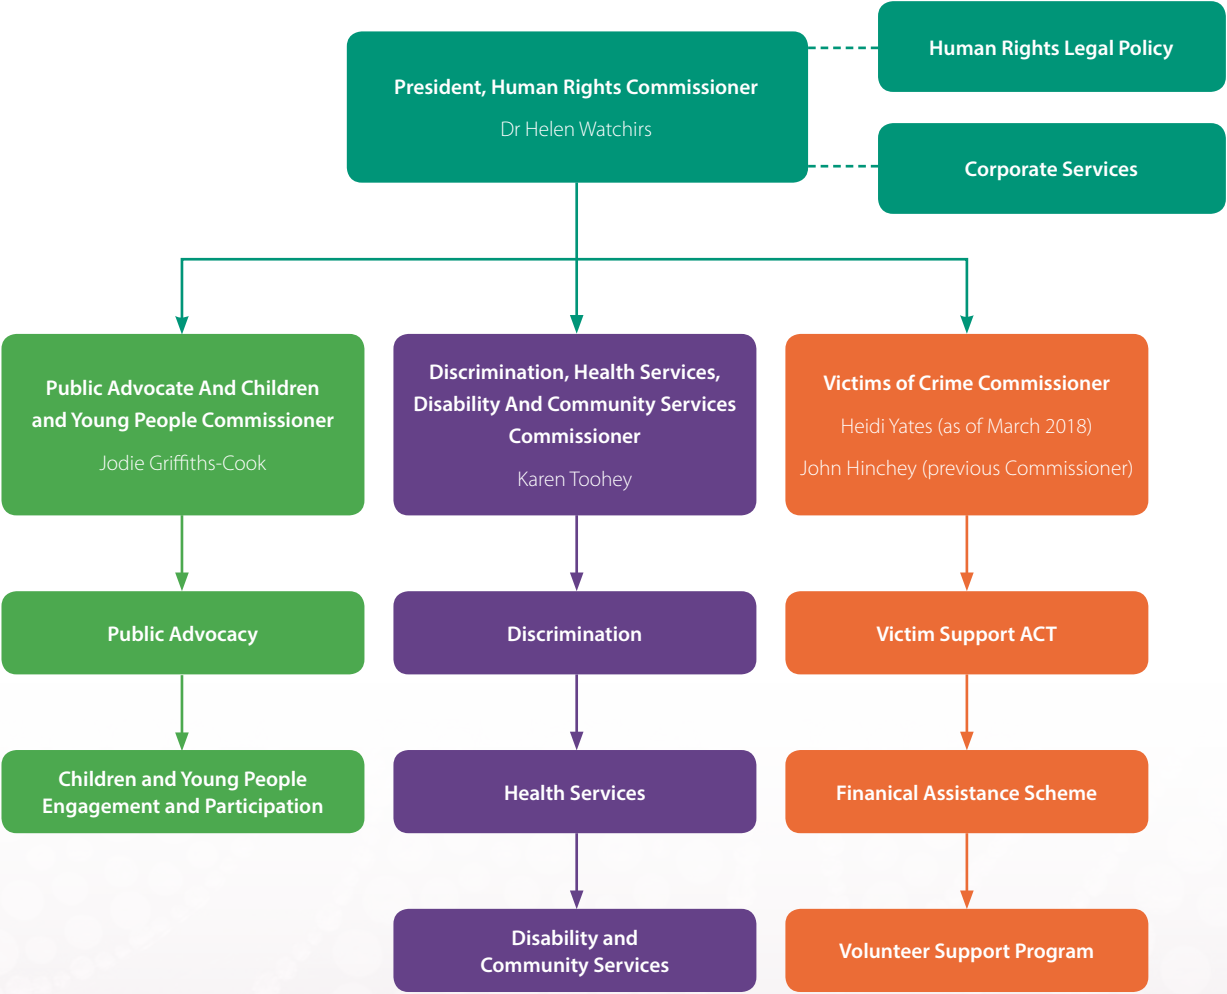 Human Rights Legal Policy
President, Human Rights Commissioner
Dr Helen Watchirs
Corporate Services
Public Advocate And Children
and Young People Commissioner
Jodie Griffiths-Cook
Discrimination, Health Services,
Disability And Community Services
Commissioner
Karen Toohey
Victims of Crime Commissioner
Heidi Yates (as of March 2018)
John Hinchey (previous Commissioner)
Public Advocacy
Discrimination
Victim Support ACT
Children and Young People
Engagement and Participation
Health Services
Finanical Assistance Scheme
Disability and
Community Services
Volunteer Support Program